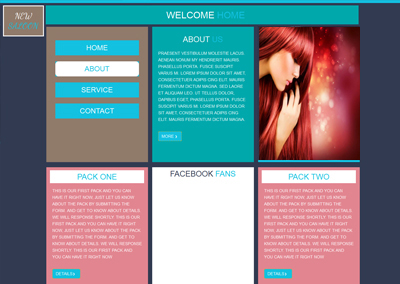 NEW
WELCOME HOME
HOME
ABOUT
SERVICE
CONTACT
ABOUT US
PRAESENT VESTIBULUM MOLESTIE LACUS.
AENEAN NONUMMY HENDRERIT MAURIS.
PHASELLUS PORTA. FUSCE SUSCIPIT
VARIUS MI. LOREM IPSUM DOLOR SIT AMET,
CONSECTETUER ADIPIS CING ELIT. MAURIS
FERMENTUM DICTUM MAGNA. SED LAOREET
ET ALIQUAM LEO. UT TELLUS DOLOR
DAPIBUS EGET. PHASELLUS PORTA. FUSCE
SUSCIPIT VARIUS MI. LOREM IPSUM DOLOR
SIT AMET, CONSECTETUER ADIPIS CING
ELIT. MAURIS FERMENTUM DICTUM MAGNA.
MORE
PACK ONE
THIS IS OUR FIRST PACK AND YOU CAN
HAVE IT RIGHT NOW. JUST LET US KNOW
ABOUT THE PACK BY SUBMITTING THE
FORM. AND GET TO KNOW ABOUT DETAILS.
WE WILL RESPONSE SHORTLY. THIS IS OUR
FIRST PACK AND YOU CAN HAVE IT RIGHT
NOW. JUST LET US KNOW ABOUT THE PACK
BY SUBMITTING THE FORM. AND GET TO
KNOW ABOUT DETAILS. WE WILL RESPONSE
SHORTLY. THIS IS OUR FIRST PACK AND
YOU CAN HAVE IT RIGHT NOW.
DETAILS
FACEBOOK FANS
PACK TWO
THIS IS OUR FIRST PACK AND YOU CAN
HAVE IT RIGHT NOW. JUST LET US KNOW
ABOUT THE PACK BY SUBMITTING THE
FORM. AND GET TO KNOW ABOUT DETAILS.
WE WILL RESPONSE SHORTLY. THIS IS OUR
FIRST PACK AND YOU CAN HAVE IT RIGHT
NOW. JUST LET US KNOW ABOUT THE PACK
BY SUBMITTING THE FORM. AND GET TO
KNOW ABOUT DETAILS. WE WILL RESPONSE
SHORTLY. THIS IS OUR FIRST PACK AND
YOU CAN HAVE IT RIGHT NOW.
DETAILS